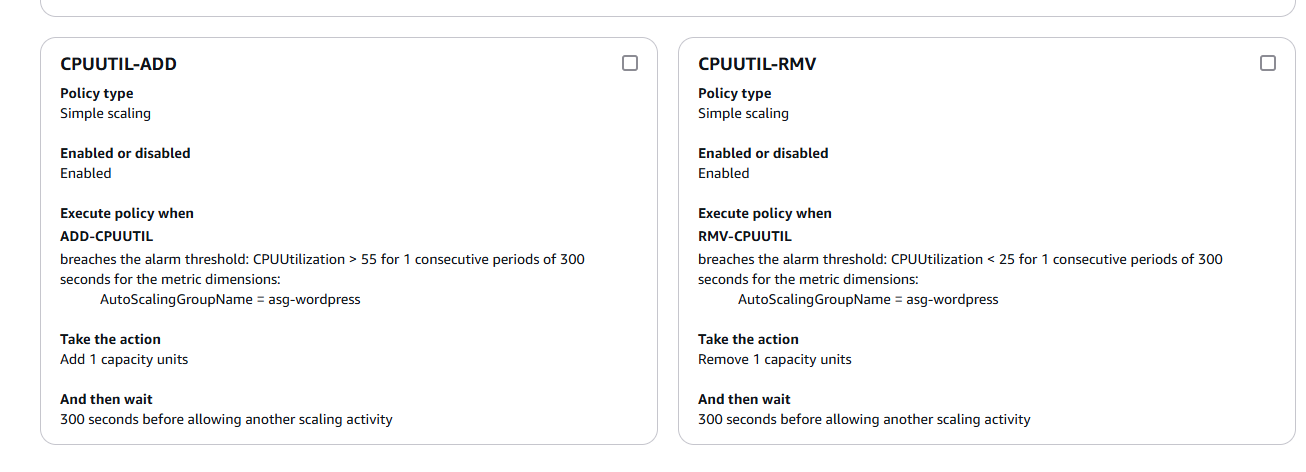 CPUUTIL-ADD
Policy type
Simple scaling
Enabled or disabled
Enabled
Execute policy when
ADD-CPUUTIL
breaches the alarm threshold: CPUUtilization > 55 for 1 consecutive periods of 300
seconds for the metric dimensions:
AutoScalingGroupName = asg-wordpress
Take the action
Add 1 capacity units
And then wait
300 seconds before allowing another scaling activity
CPUUTIL-RMV
Policy type
Simple scaling
Enabled or disabled
Enabled
Execute policy when
RMV-CPUUTIL
breaches the alarm threshold: CPUUtilization < 25 for 1 consecutive periods of 300
seconds for the metric dimensions:
AutoScalingGroupName = asg-wordpress
Take the action
Remove 1 capacity units
And then wait
300 seconds before allowing another scaling activity